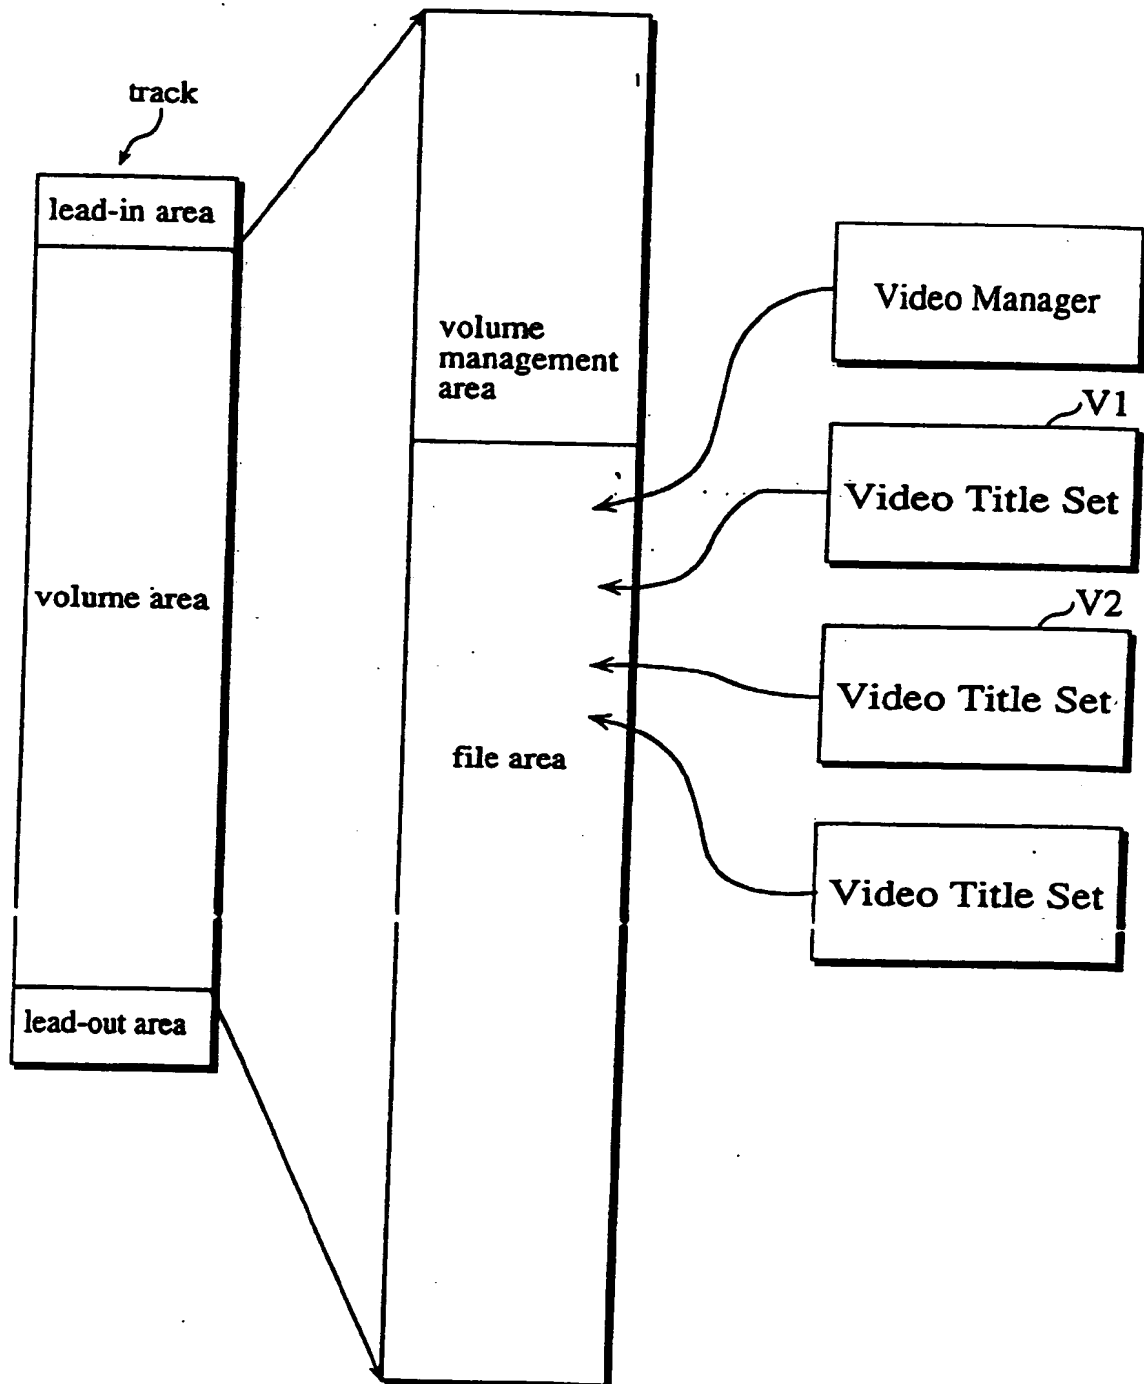 track
lead-in area
volume area
lead-out area
volume
management
area
file area
Video Manager
V1
Video Title Set
V2
Video Title Set
Video Title Set